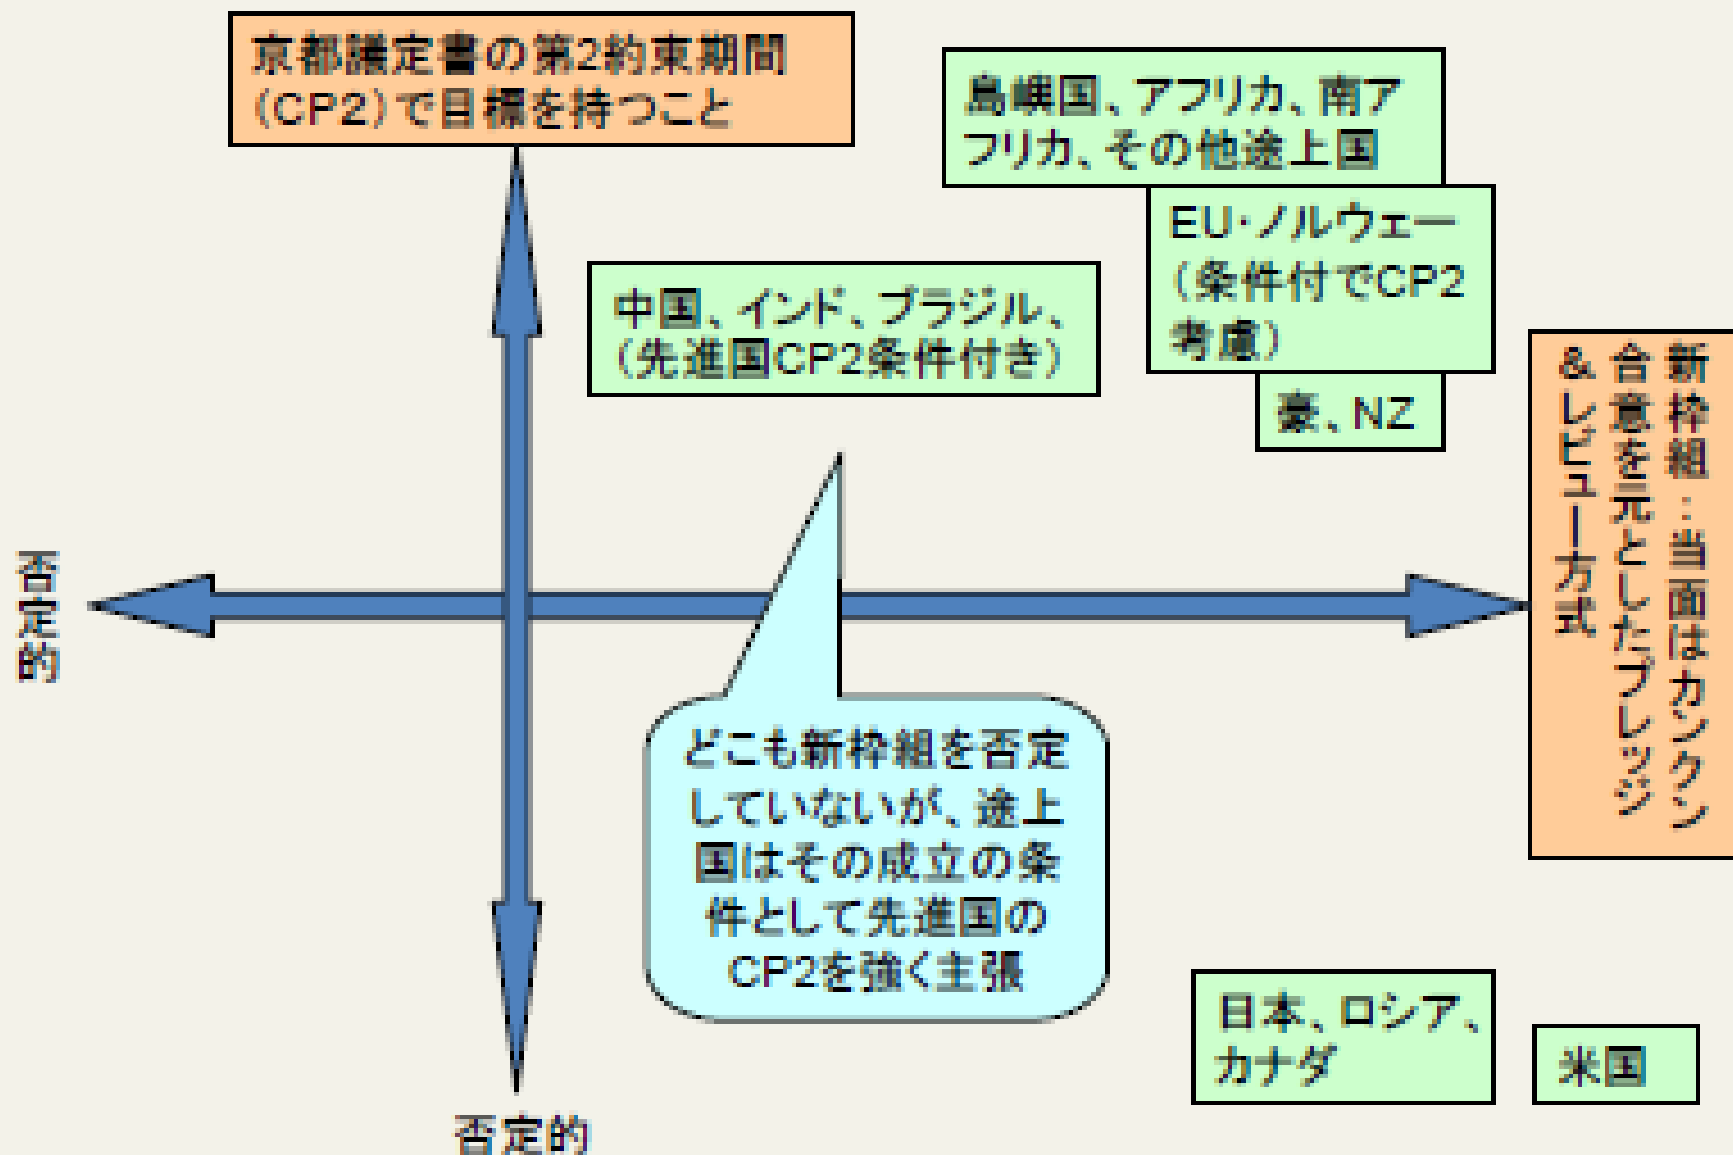 京都議定書の第2約束期間
(CP2)で目標を持つこと
島嶼国、アフリカ、南ア
フリカ、その他途上国
EU・ノルウェー
(条件付でCP2
考慮)
豪、NZ
中国、インド、ブラジル、
(先進国CP2条件付き)
新枠組:当面はカンクン
合意を元としたプレッジ
&レビュー方式
否定的
どこも新枠組を否定
していないが、途上
国はその成立の条
件として先進国の
CP2を強く主張
日本、ロシア、
カナダ
米国
否定的